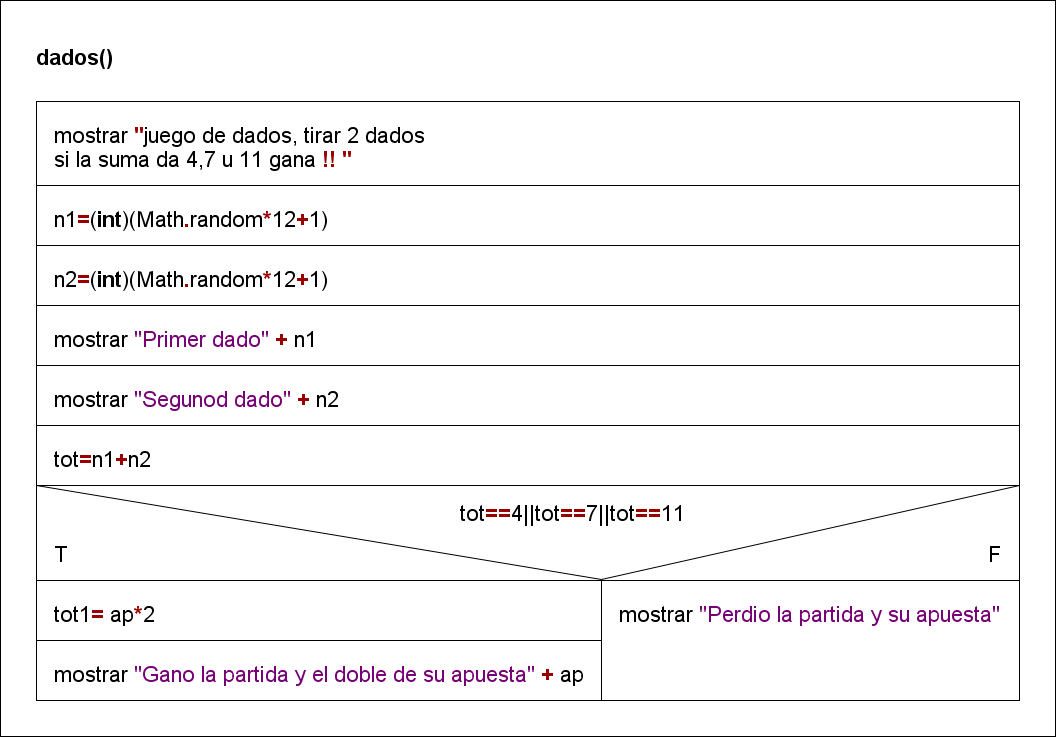 dados()
mostrar "juego de dados, tirar 2 dados
si la suma da 4,7 u 11 gana !! "
n1=(int)(Math.random*12+1)
n2=(int)(Math.random*12+1)
mostrar "Primer dado" + n1
mostrar "Segunod dado" + n2
tot=n1+n2
tot==4||tot==7||tot==11
T
F
tot1= ap*2
mostrar "Perdio la partida y su apuesta"
mostrar "Gano la partida y el doble de su apuesta" + ap